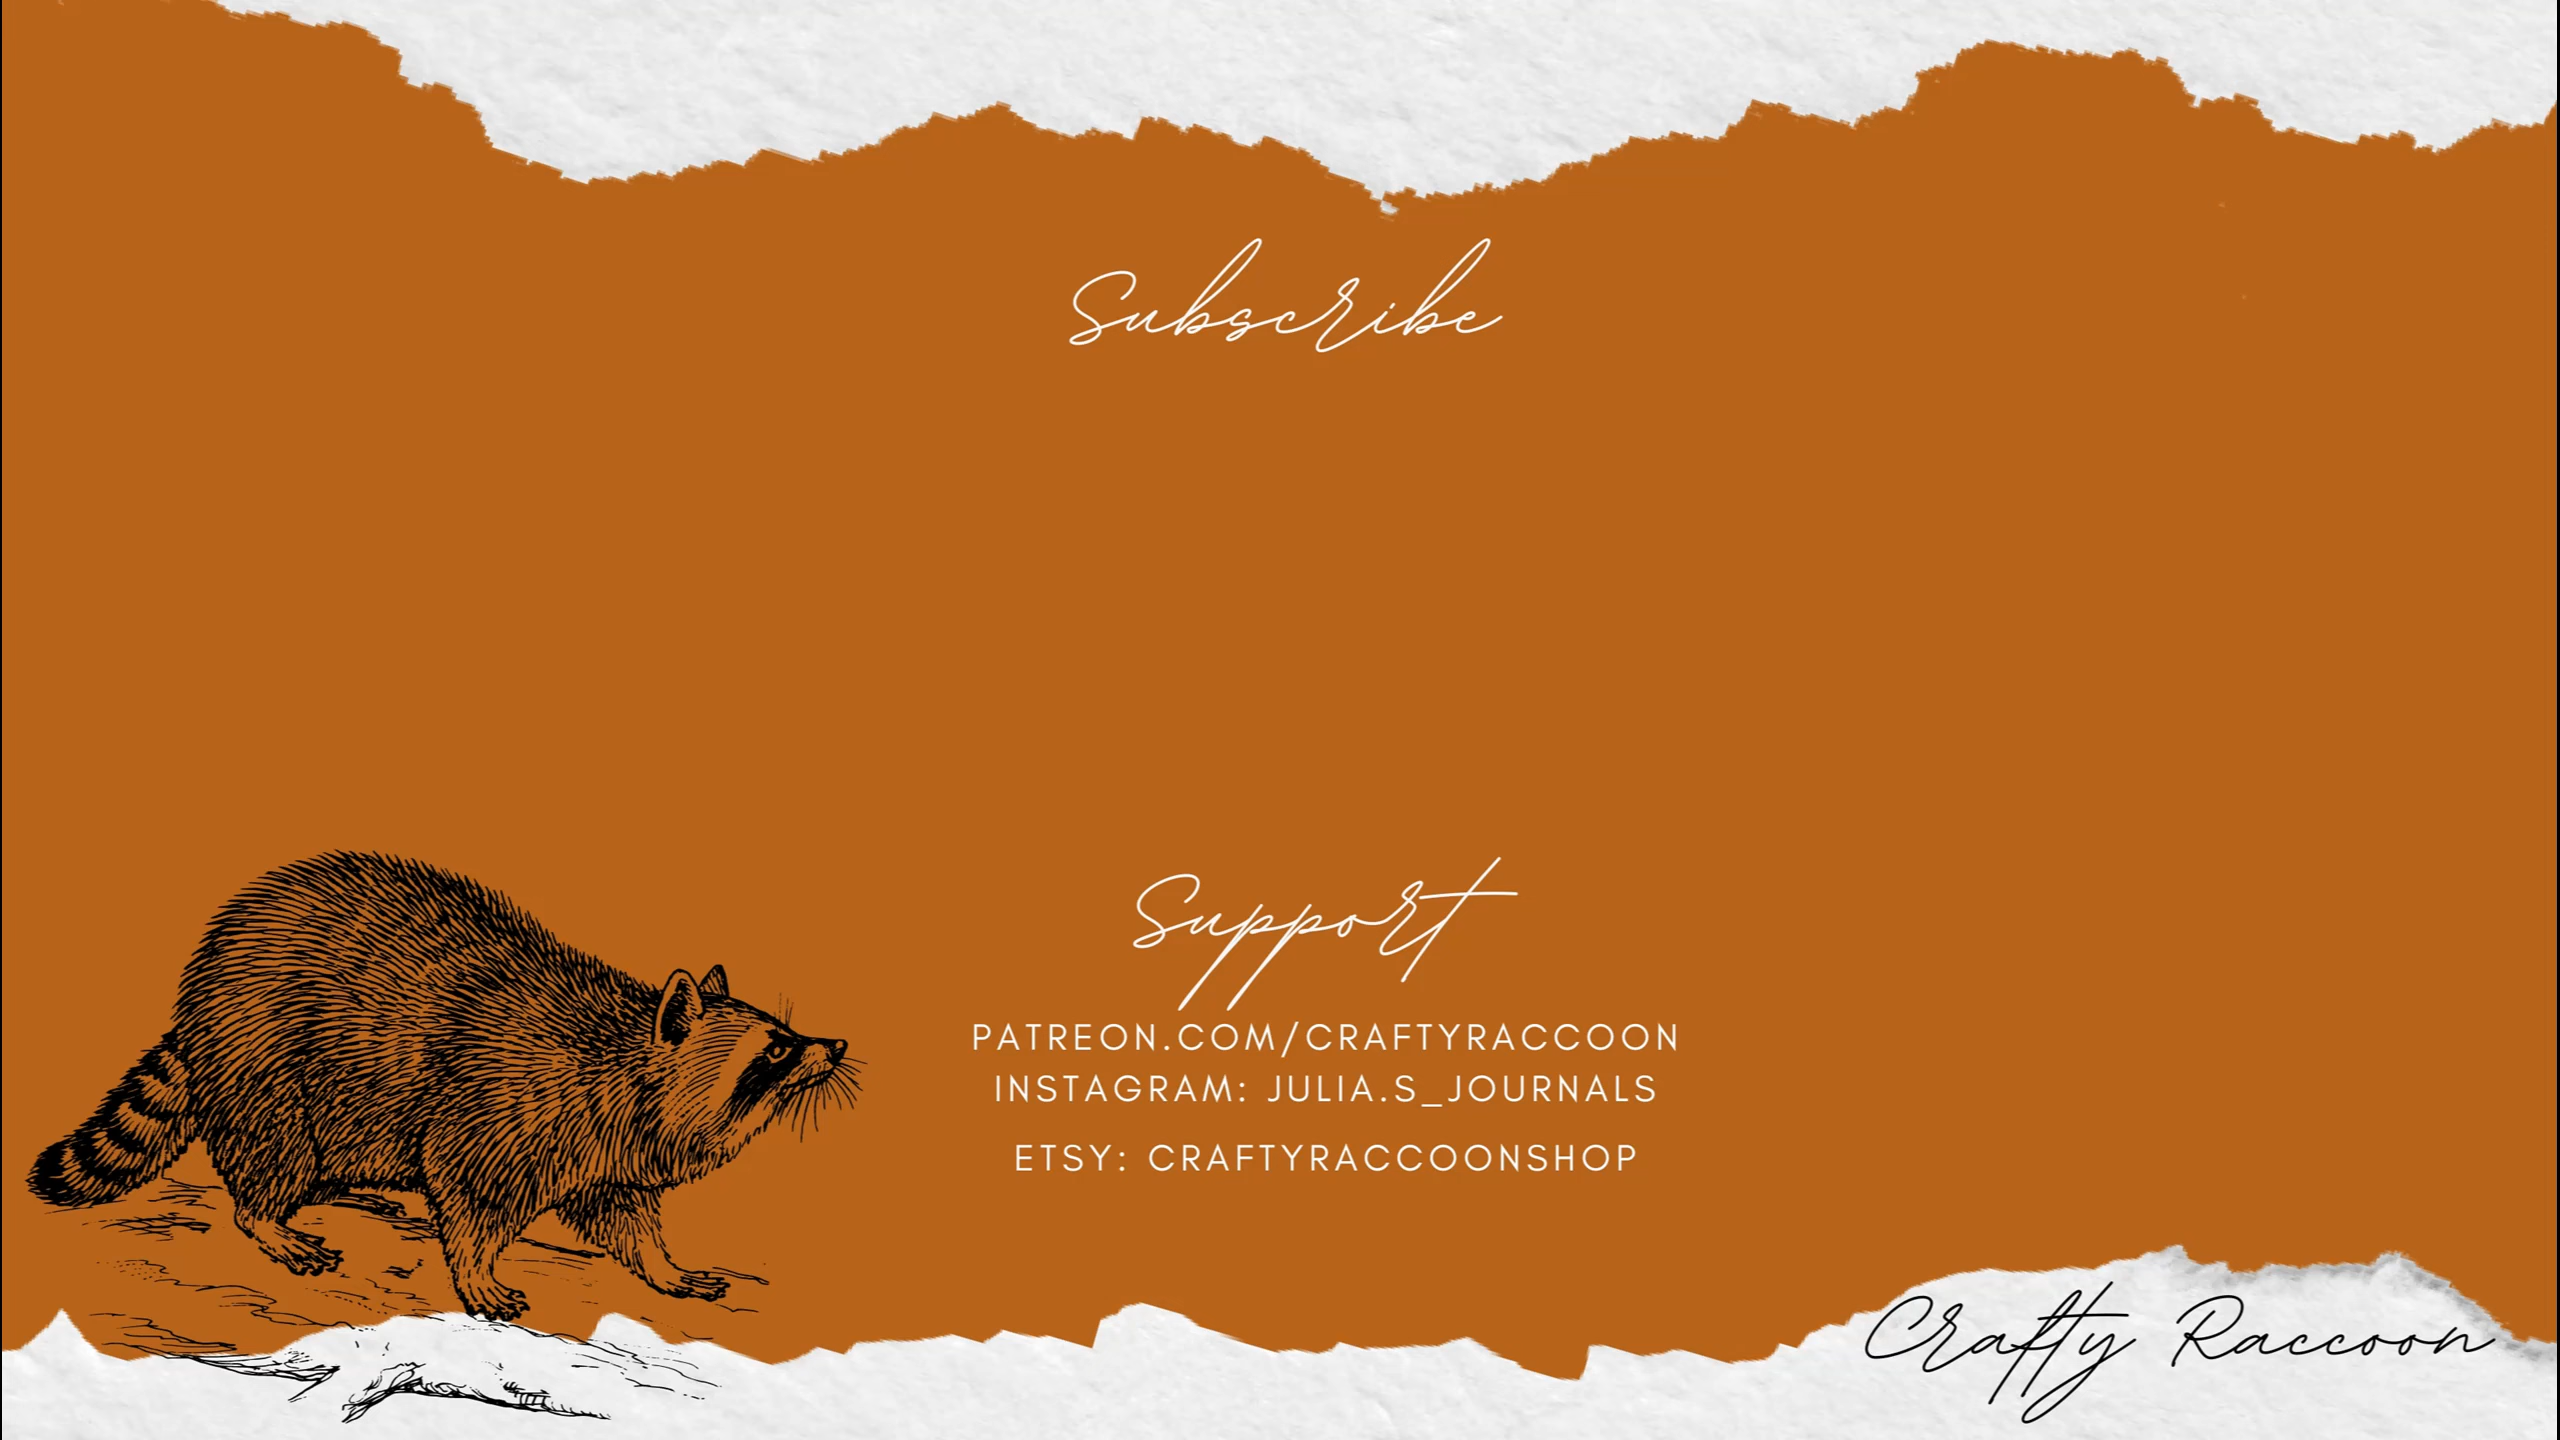 Subscribe
Support
PATREON.COM/CRAFTYRACCOON
INSTAGRAM: JULIA.S_JOURNALS
ETSY: CRAFTYRACCOONSHOP
Crafty Raccoon